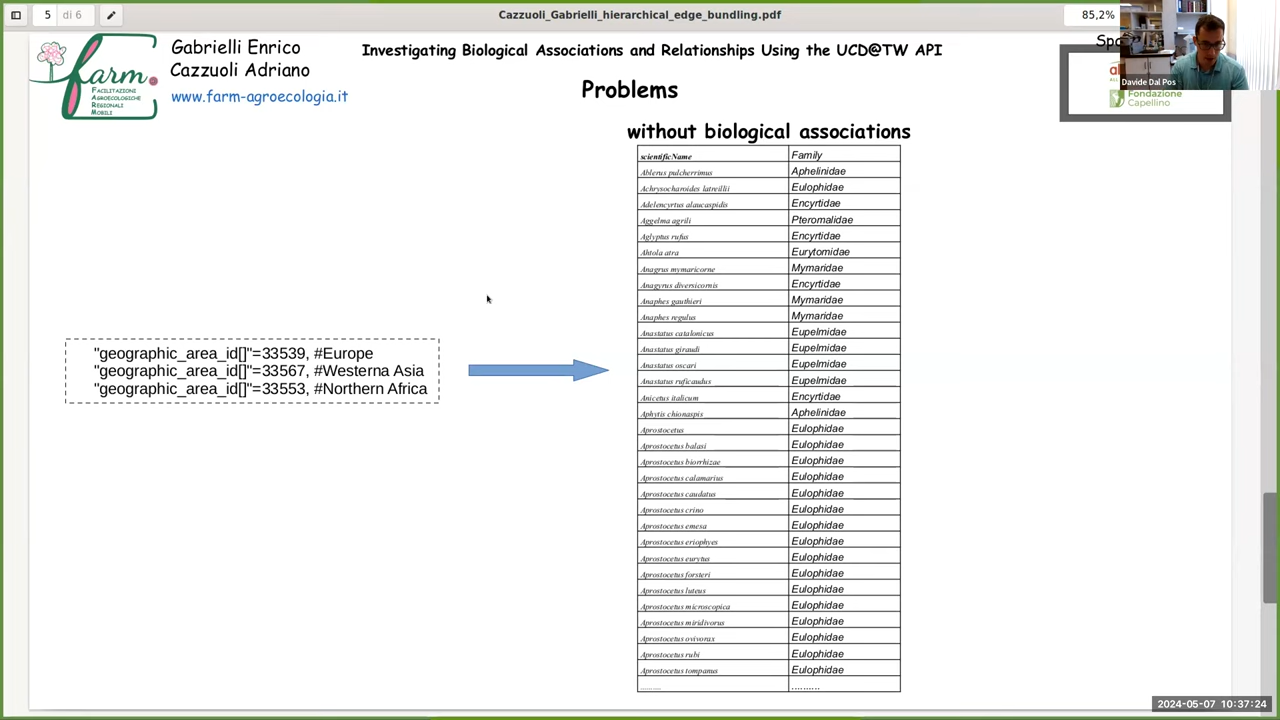 5 di 6 Cazzuoli_Gabrielli_hierarchical_edge_bundling.pdf 85,2%
Gabrielli Enrico
Cazzuoli Adriano
www.farm-agroecologia.it
farm.
FACILITAZIONI
AGROECOLOGICHE
REGIONALI
MOBILI
Investigating Biological Associations and Relationships Using the UCD@TW API
Problems
Davide Dal Pos
Fondazione
Capellino
without biological associations
scientificName Family
Ablerus pulcherrimus Aphelinidae
Achrysocharoides latreillii Eulophidae
Adelencyrtus alaucaspidis Encyrtidae
Aggelma agrili Pteromalidae
Aglyptus rufus Encyrtidae
Ahtola atra Eurytomidae
Anagrus mymaricorne Mymaridae
Anagyrus diversicornis Encyrtidae
Anaphes gauthieri Mymaridae
Anaphes regulus Mymaridae
Anastatus catalonicus Eupelmidae
Anastatus giraudi Eupelmidae
Anastatus oscari Eupelmidae
Anastatus ruficaudus Eupelmidae
Anicetus italicum Encyrtidae
Aphytis chionaspis Aphelinidae
Aprostocetus Eulophidae
Aprostocetus balasi Eulophidae
Aprostocetus biorrhizae Eulophidae
Aprostocetus calamarius Eulophidae
Aprostocetus caudatus Eulophidae
Aprostocetus crino Eulophidae
Aprostocetus emesa Eulophidae
Aprostocetus eriophyes Eulophidae
Aprostocetus eurytus Eulophidae
Aprostocetus forsteri Eulophidae
Aprostocetus luteus Eulophidae
Aprostocetus microscopica Eulophidae
Aprostocetus miridivorus Eulophidae
Aprostocetus ovivorax Eulophidae
Aprostocetus rubi Eulophidae
Aprostocetus tompanus Eulophidae
......... .........
"geographic_area_id[]"=33539, #Europe
"geographic_area_id[]"=33567, #Westerna Asia
"geographic_area_id[]"=33553, #Northern Africa
2024-05-07 10:37:24